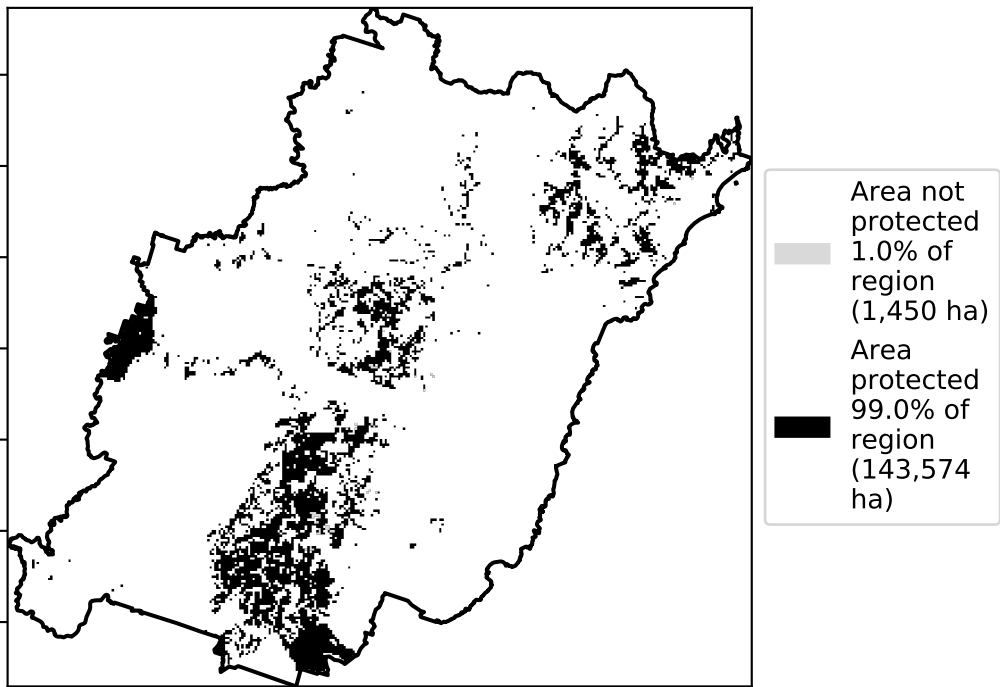 Area not
protected
1.0% of
region
(1,450 ha)
Area
protected
99.0% of
region
(143,574
ha)